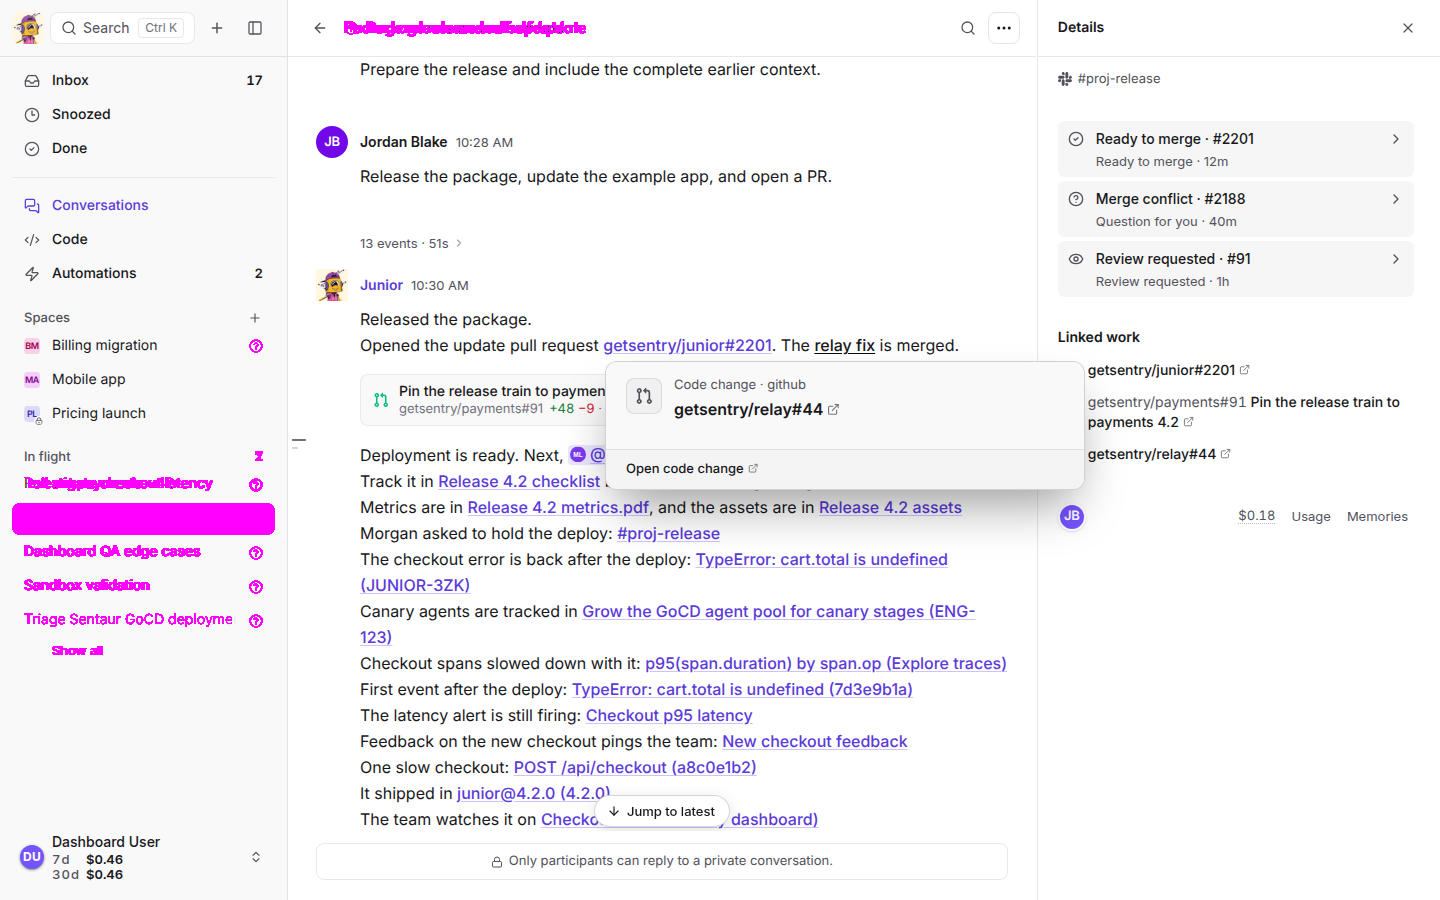 Search Ctrl K
Inbox 17
Snoozed
Done
Conversations
Code
Automations 2
Spaces
BM Billing migration
MA Mobile app
PL Pricing launch
In flight
Dashboard QA edge cases
Sandbox validation
Triage Sentaur GoCD deployme
Show all
DU Dashboard User
7d $0.46
30d $0.46
Prepare the release and include the complete earlier context.
JB Jordan Blake 10:28 AM
Release the package, update the example app, and open a PR.
13 events · 51s
Junior 10:30 AM
Released the package.
Opened the update pull request getsentry/junior#2201. The relay fix is merged.
Pin the release train to paymen
getsentry/payments#91 +48 −9 ·
Code change · github
getsentry/relay#44
Open code change
Deployment is ready. Next, ML @
Track it in Release 4.2 checklist
Metrics are in Release 4.2 metrics.pdf, and the assets are in Release 4.2 assets
Morgan asked to hold the deploy: #proj-release
The checkout error is back after the deploy: TypeError: cart.total is undefined
(JUNIOR-3ZK)
Canary agents are tracked in Grow the GoCD agent pool for canary stages (ENG-
123)
Checkout spans slowed down with it: p95(span.duration) by span.op (Explore traces)
First event after the deploy: TypeError: cart.total is undefined (7d3e9b1a)
The latency alert is still firing: Checkout p95 latency
Feedback on the new checkout pings the team: New checkout feedback
One slow checkout: POST /api/checkout (a8c0e1b2)
It shipped in junior@4.2.0 (4.2.0)
The team watches it on Checko dashboard)
Jump to latest
Only participants can reply to a private conversation.
Details
#proj-release
Ready to merge · #2201
Ready to merge · 12m
Merge conflict · #2188
Question for you · 40m
Review requested · #91
Review requested · 1h
Linked work
getsentry/junior#2201
getsentry/payments#91 Pin the release train to
payments 4.2
getsentry/relay#44
JB $0.18 Usage Memories